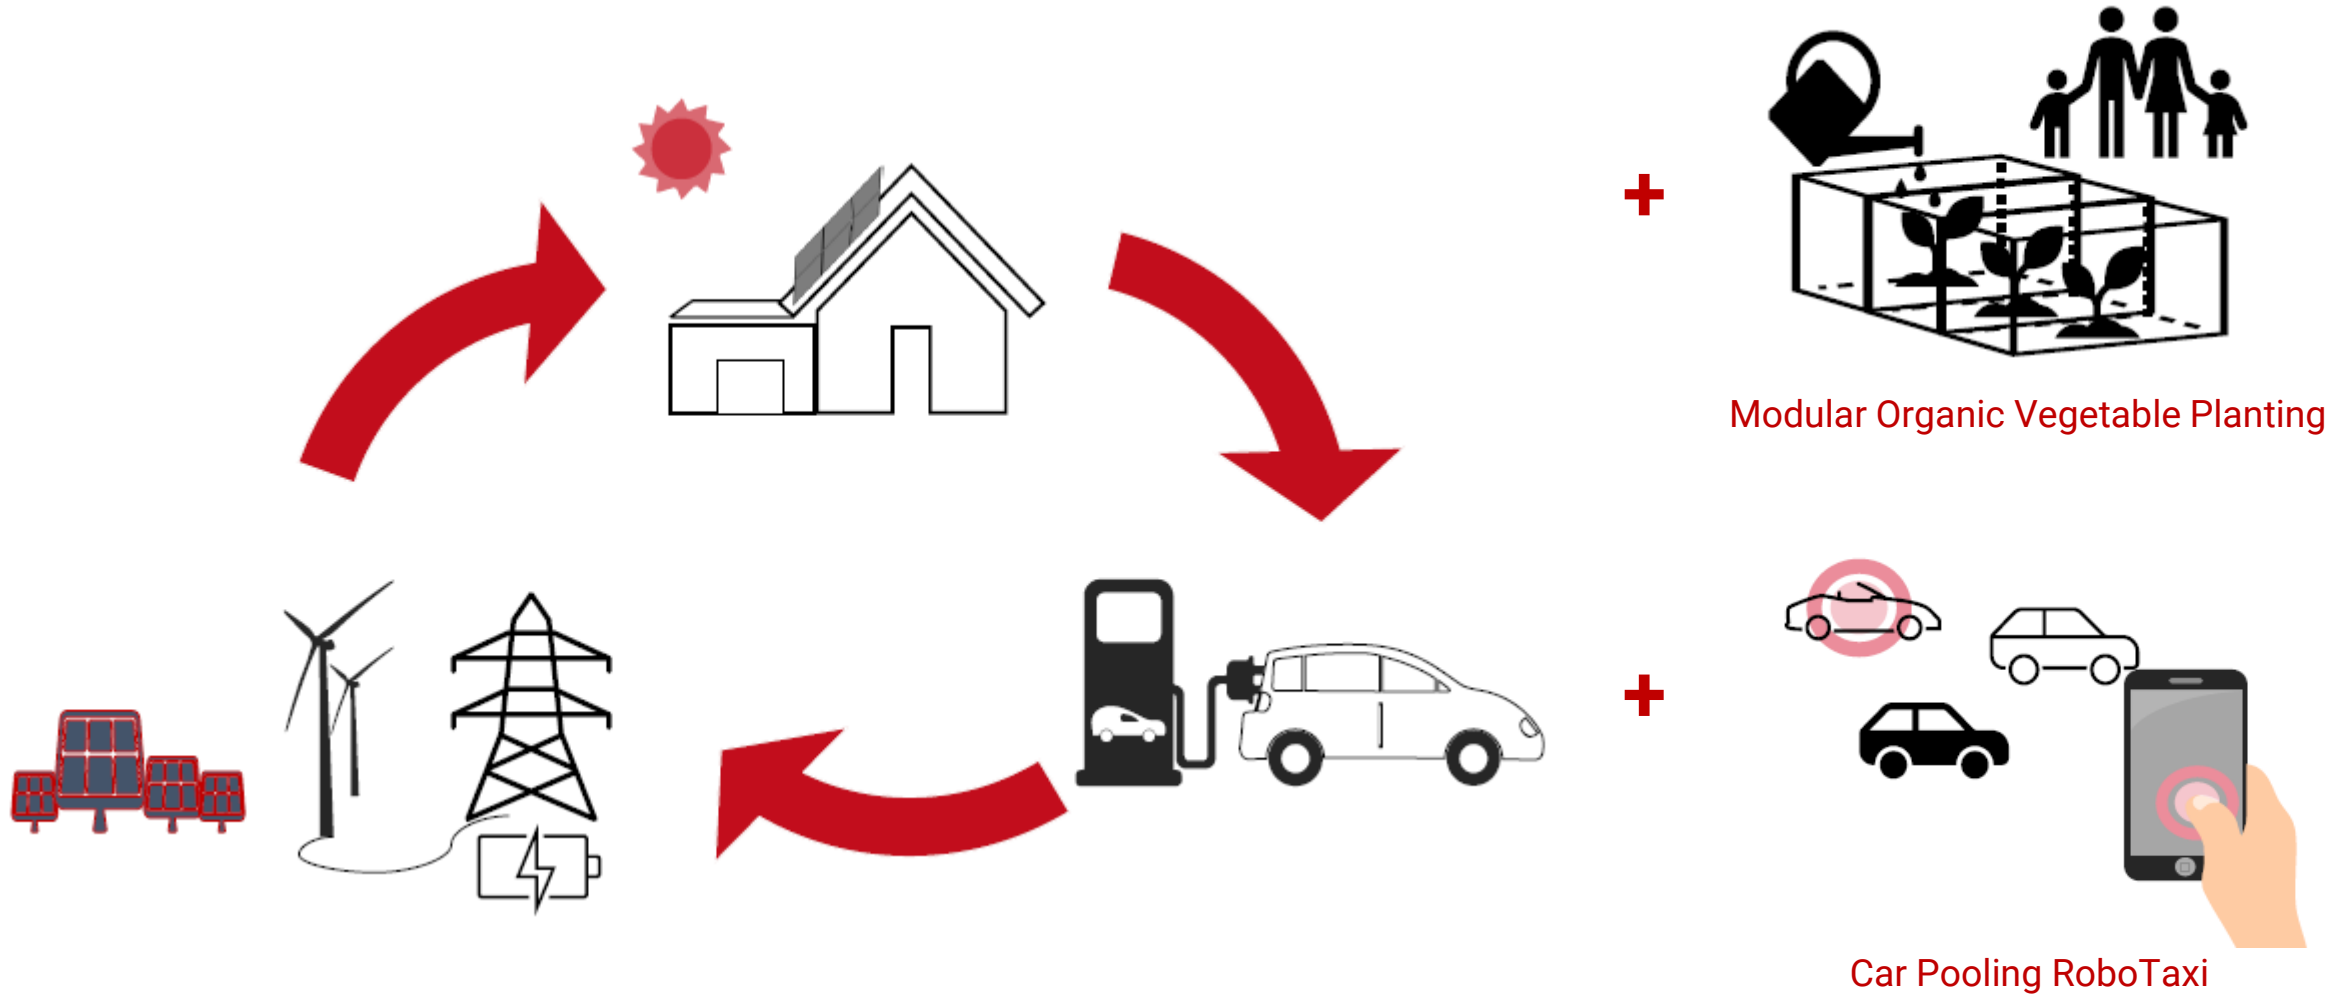 +
Modular Organic Vegetable Planting
+
Car Pooling RoboTaxi